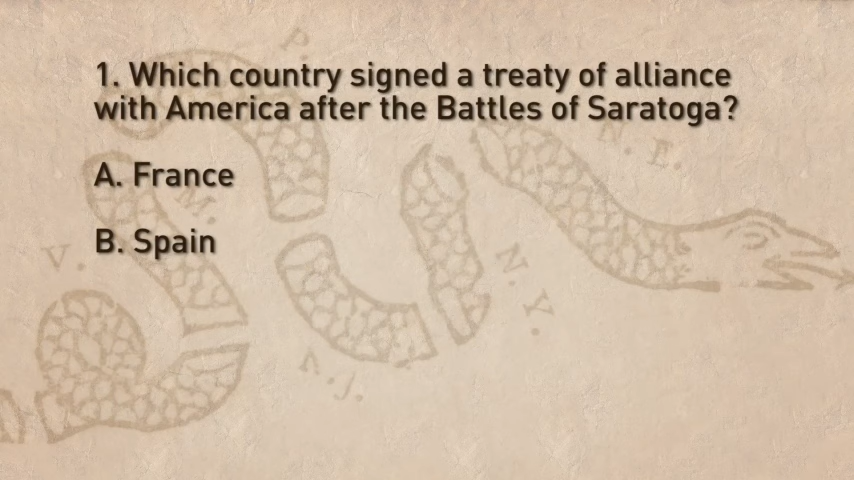 1. Which country signed a treaty of alliance
with America after the Battles of Saratoga?
A. France
B. Spain
P.
N. E.
M.
V.
N. Y.
N. J.